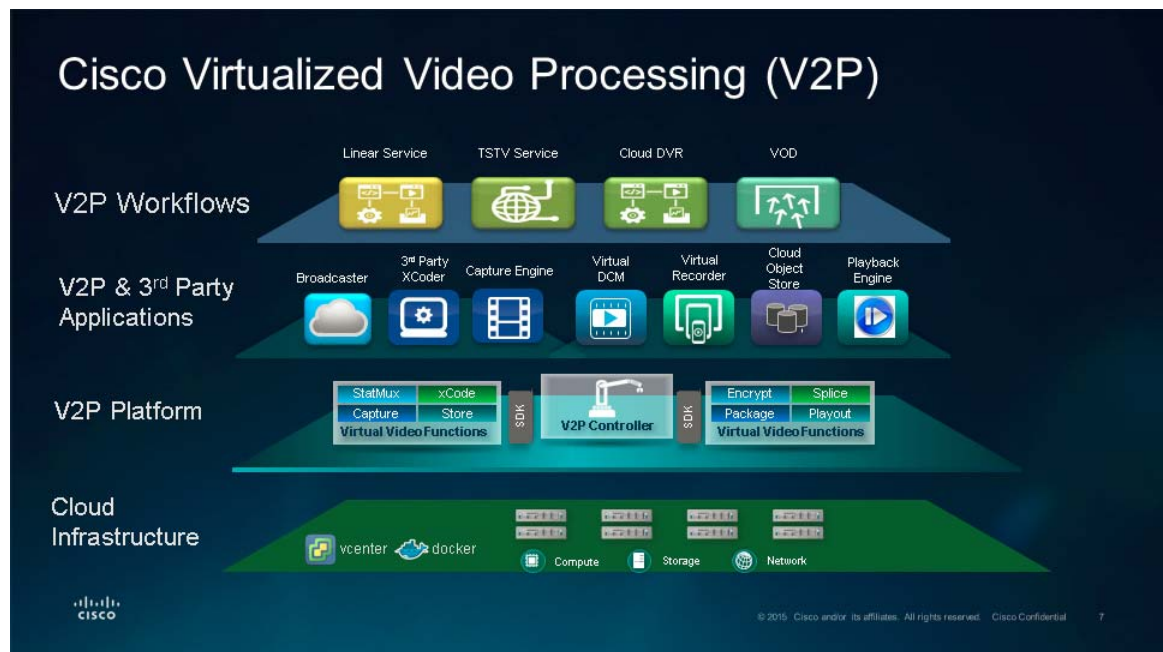 Cisco Virtualized Video Processing (V2P)
Linear Service
TSTV Service
Cloud DVR
VOD
V2P Workflows
Broadcaster
3rd Party
XCoder
Capture Engine
Virtual
DCM
Virtual
Recorder
Cloud
Object
Store
Playback
Engine
V2P & 3rd Party
Applications
V2P Platform
StatMux
xCode
Capture
Store
Virtual Video Functions
SDK
V2P Controller
SDK
Encrypt
Splice
Package
Playout
Virtual Video Functions
Cloud
Infrastructure
vcenter
docker
Compute
Storage
Network
CISCO
© 2015 Cisco and/or its affiliates. All rights reserved. Cisco Confidential
7